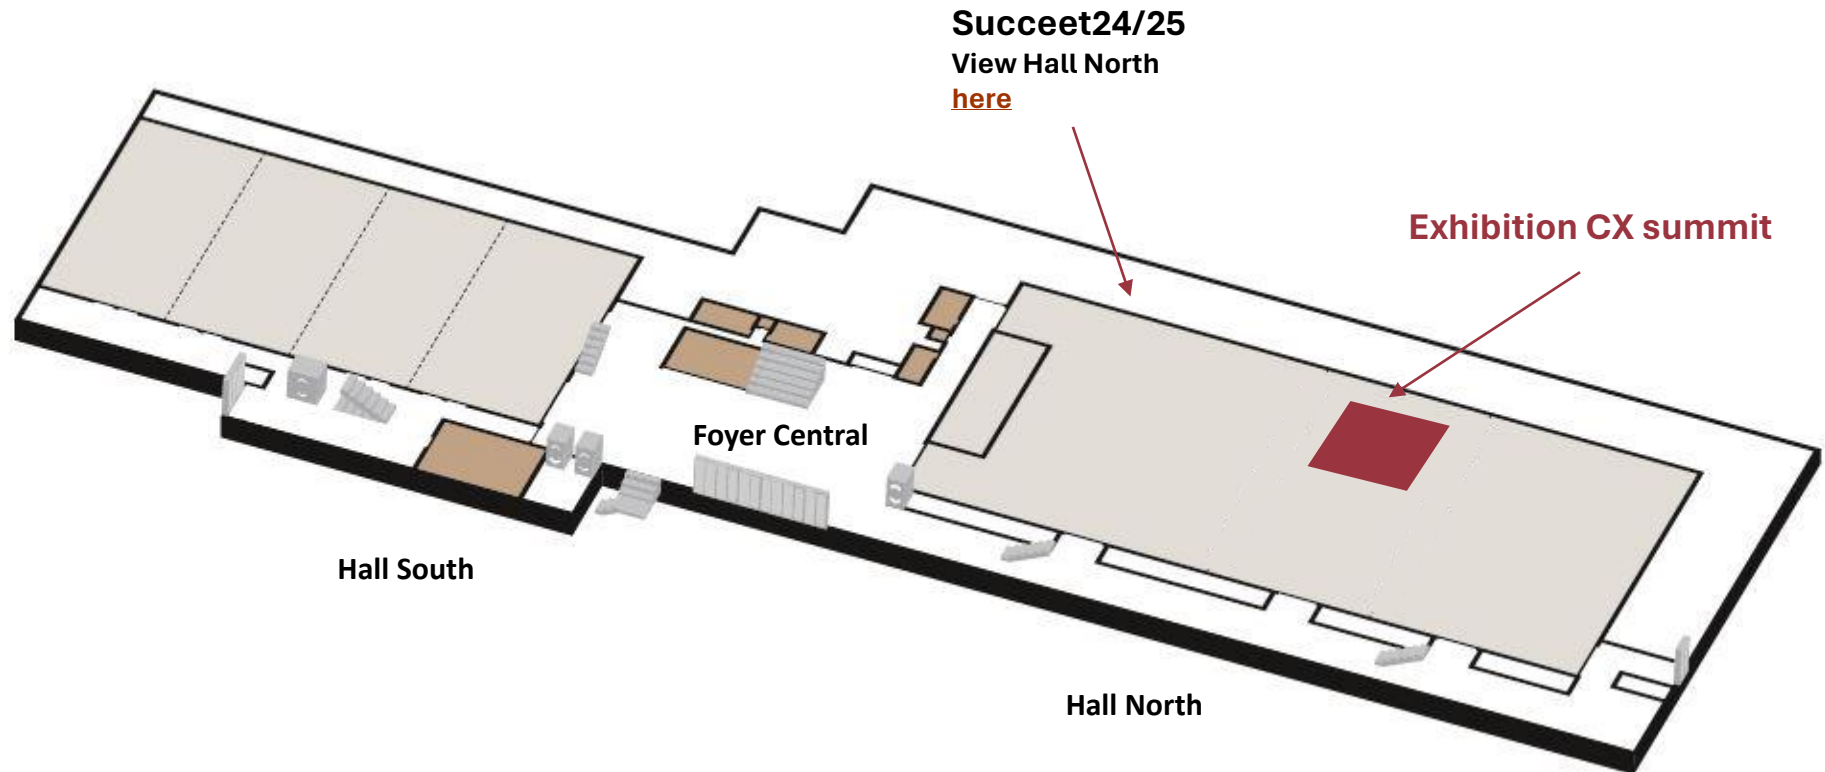 Succeet24/25
View Hall North
here
Exhibition CX summit
Foyer Central
Hall South
Hall North